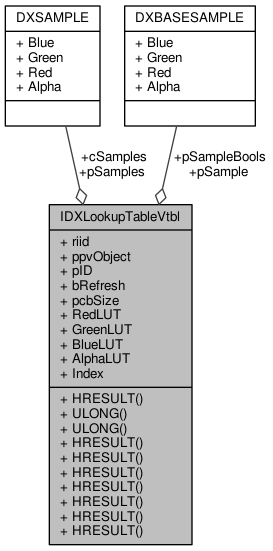 DXSAMPLE
+ Blue
+ Green
+ Red
+ Alpha
DXBASESAMPLE
+ Blue
+ Green
+ Red
+ Alpha
+cSamples
+pSamples
+pSampleBools
+pSample
IDXLookupTableVtbl
+ riid
+ ppvObject
+ pID
+ bRefresh
+ pcbSize
+ RedLUT
+ GreenLUT
+ BlueLUT
+ AlphaLUT
+ Index
+ HRESULT()
+ ULONG()
+ ULONG()
+ HRESULT()
+ HRESULT()
+ HRESULT()
+ HRESULT()
+ HRESULT()
+ HRESULT()
+ HRESULT()